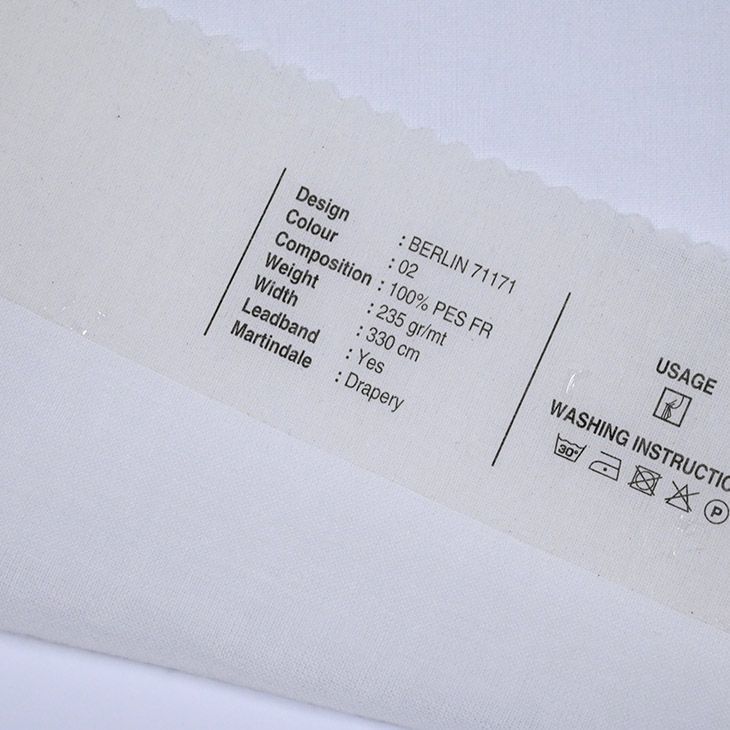 Design : BERLIN 71171
Colour : 02
Composition : 100% PES FR
Weight : 235 gr/mt
Width : 330 cm
Leadband : Yes
Martindale : Drapery
USAGE
WASHING INSTRUCTIO
30°
P